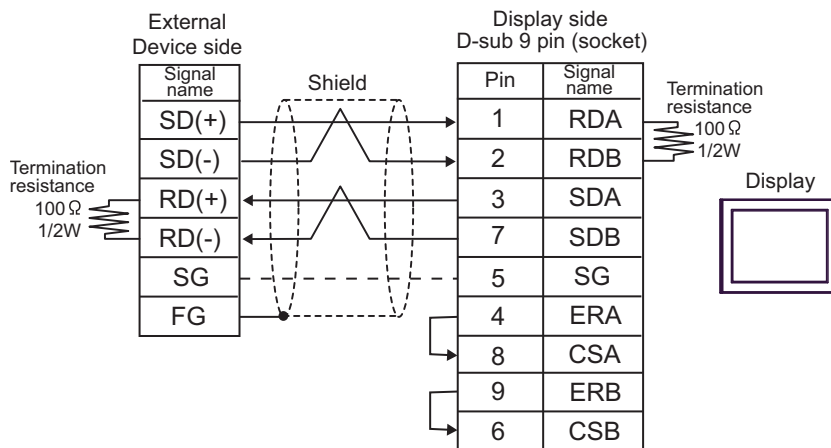 External
Device side
Display side
D-sub 9 pin (socket)
Signal
name
Shield
Pin
Signal
name
Termination
resistance
100 Ω
1/2W
SD(+)
1
RDA
SD(-)
2
RDB
Termination
resistance
100 Ω
1/2W
RD(+)
3
SDA
RD(-)
7
SDB
Display
SG
5
SG
FG
4
ERA
8
CSA
9
ERB
6
CSB